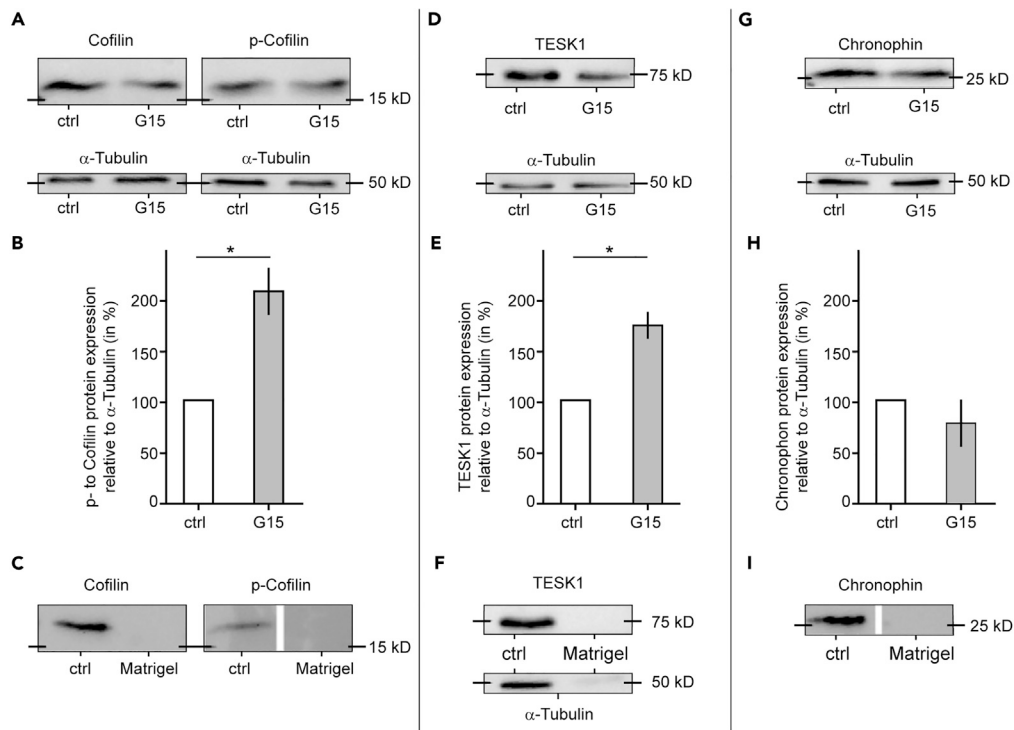 A
Cofilin
p-Cofilin
15 kD
ctrl
G15
ctrl
G15
α-Tubulin
α-Tubulin
50 kD
ctrl
G15
ctrl
G15
B
p- to Cofilin protein expression
relative to α-Tubulin (in %)
200
150
100
50
0
*
ctrl
G15
C
Cofilin
p-Cofilin
15 kD
ctrl
Matrigel
ctrl
Matrigel
D
TESK1
75 kD
ctrl
G15
α-Tubulin
50 kD
ctrl
G15
E
TESK1 protein expression
relative to α-Tubulin (in %)
200
150
100
50
0
*
ctrl
G15
F
TESK1
75 kD
ctrl
Matrigel
50 kD
α-Tubulin
G
Chronophin
25 kD
ctrl
G15
α-Tubulin
50 kD
ctrl
G15
H
Chronophon protein expression
relative to α-Tubulin (in %)
200
150
100
50
0
ctrl
G15
I
Chronophin
25 kD
ctrl
Matrigel